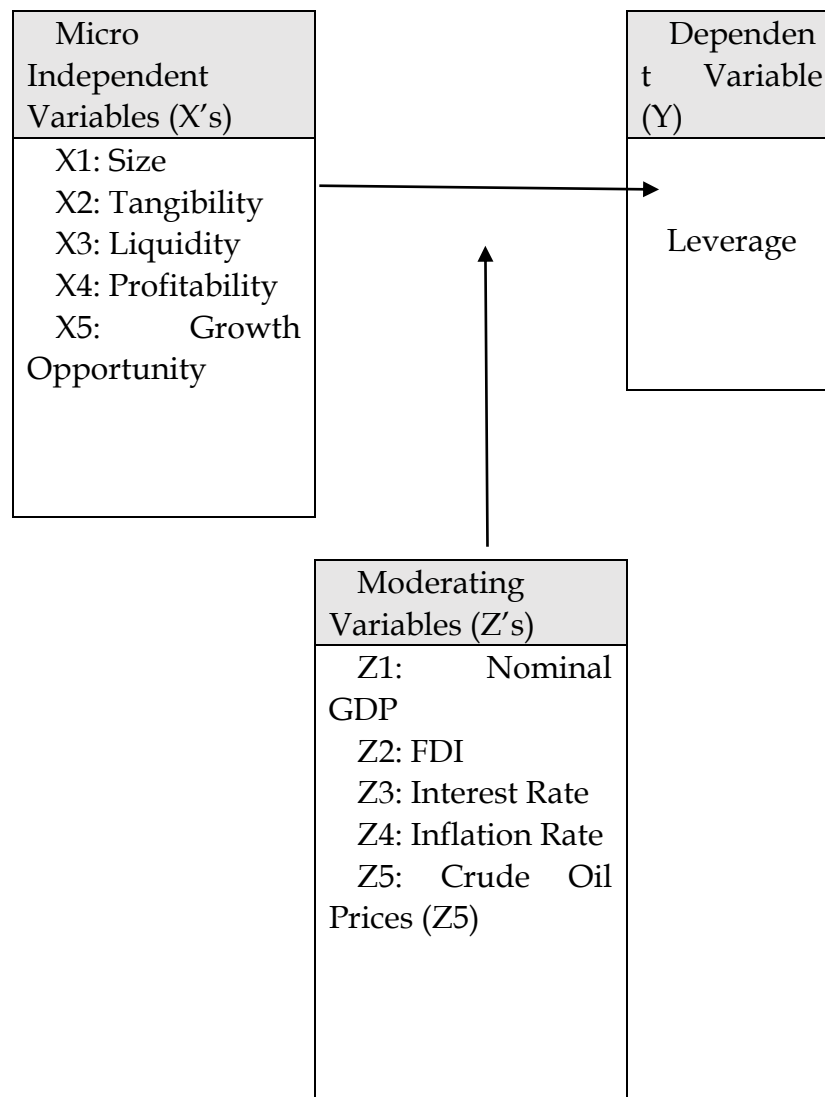 Micro
Independent
Variables (X’s)
X1: Size
X2: Tangibility
X3: Liquidity
X4: Profitability
X5: Growth
Opportunity
Dependen
t Variable
(Y)
Leverage
Moderating
Variables (Z’s)
Z1: Nominal
GDP
Z2: FDI
Z3: Interest Rate
Z4: Inflation Rate
Z5: Crude Oil
Prices (Z5)